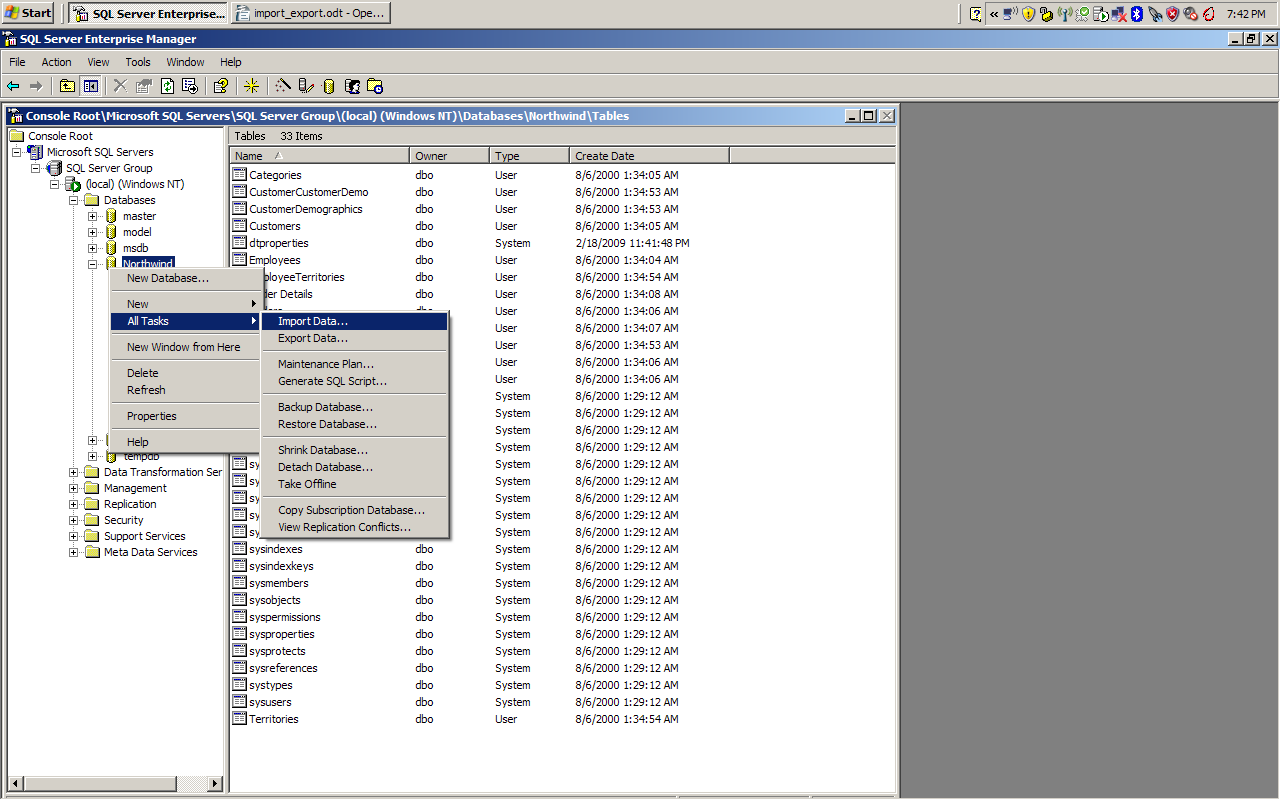 Start
SQL Server Enterprise...
import_export.odt - Ope...
7:42 PM
SQL Server Enterprise Manager
File Action View Tools Window Help
Console Root\Microsoft SQL Servers\SQL Server Group\(local) (Windows NT)\Databases\Northwind\Tables
Console Root
Microsoft SQL Servers
SQL Server Group
(local) (Windows NT)
Databases
master
model
msdb
Northwind
tempdb
Data Transformation Ser
Management
Replication
Security
Support Services
Meta Data Services
New Database...
New
All Tasks
New Window from Here
Delete
Refresh
Properties
Help
Import Data...
Export Data...
Maintenance Plan...
Generate SQL Script...
Backup Database...
Restore Database...
Shrink Database...
Detach Database...
Take Offline
Copy Subscription Database...
View Replication Conflicts...
Tables 33 Items
Name Owner Type Create Date
Categories dbo User 8/6/2000 1:34:05 AM
CustomerCustomerDemo dbo User 8/6/2000 1:34:53 AM
CustomerDemographics dbo User 8/6/2000 1:34:53 AM
Customers dbo User 8/6/2000 1:34:05 AM
dtproperties dbo System 2/18/2009 11:41:48 PM
Employees dbo User 8/6/2000 1:34:04 AM
ployeeTerritories dbo User 8/6/2000 1:34:54 AM
der Details dbo User 8/6/2000 1:34:08 AM
User 8/6/2000 1:34:06 AM
User 8/6/2000 1:34:07 AM
User 8/6/2000 1:34:53 AM
User 8/6/2000 1:34:06 AM
User 8/6/2000 1:34:06 AM
System 8/6/2000 1:29:12 AM
System 8/6/2000 1:29:12 AM
System 8/6/2000 1:29:12 AM
System 8/6/2000 1:29:12 AM
sy System 8/6/2000 1:29:12 AM
sy System 8/6/2000 1:29:12 AM
sy System 8/6/2000 1:29:12 AM
sy System 8/6/2000 1:29:12 AM
sy System 8/6/2000 1:29:12 AM
sysindexes dbo System 8/6/2000 1:29:12 AM
sysindexkeys dbo System 8/6/2000 1:29:12 AM
sysmembers dbo System 8/6/2000 1:29:12 AM
sysobjects dbo System 8/6/2000 1:29:12 AM
syspermissions dbo System 8/6/2000 1:29:12 AM
sysproperties dbo System 8/6/2000 1:29:12 AM
sysprotects dbo System 8/6/2000 1:29:12 AM
sysreferences dbo System 8/6/2000 1:29:12 AM
systypes dbo System 8/6/2000 1:29:12 AM
sysusers dbo System 8/6/2000 1:29:12 AM
Territories dbo User 8/6/2000 1:34:54 AM